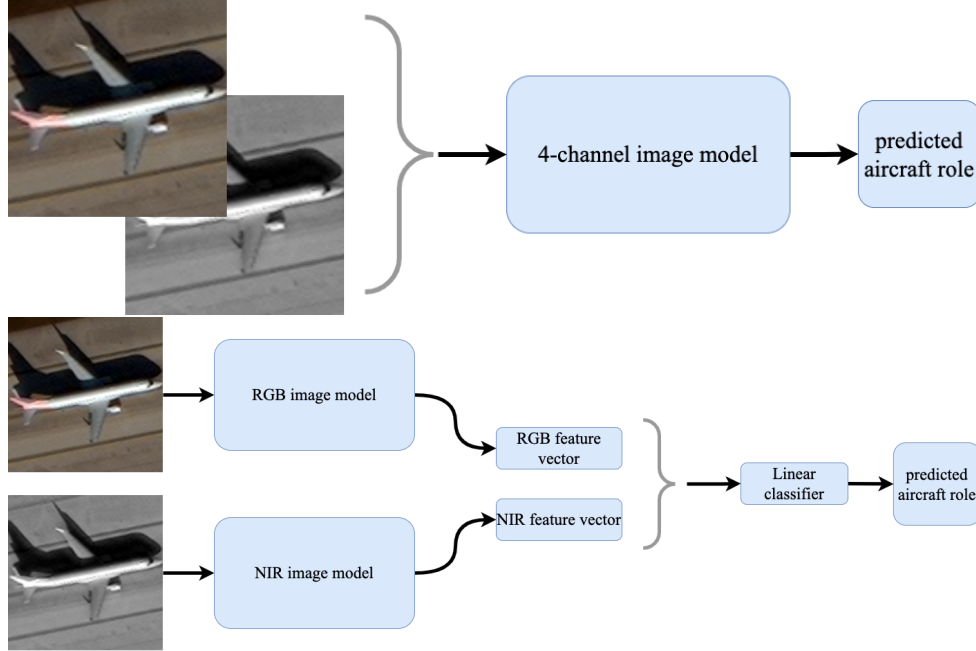 4-channel image model
predicted
aircraft role
RGB image model
RGB feature
vector
NIR feature vector
NIR image model
Linear
classifier
predicted
aircraft role